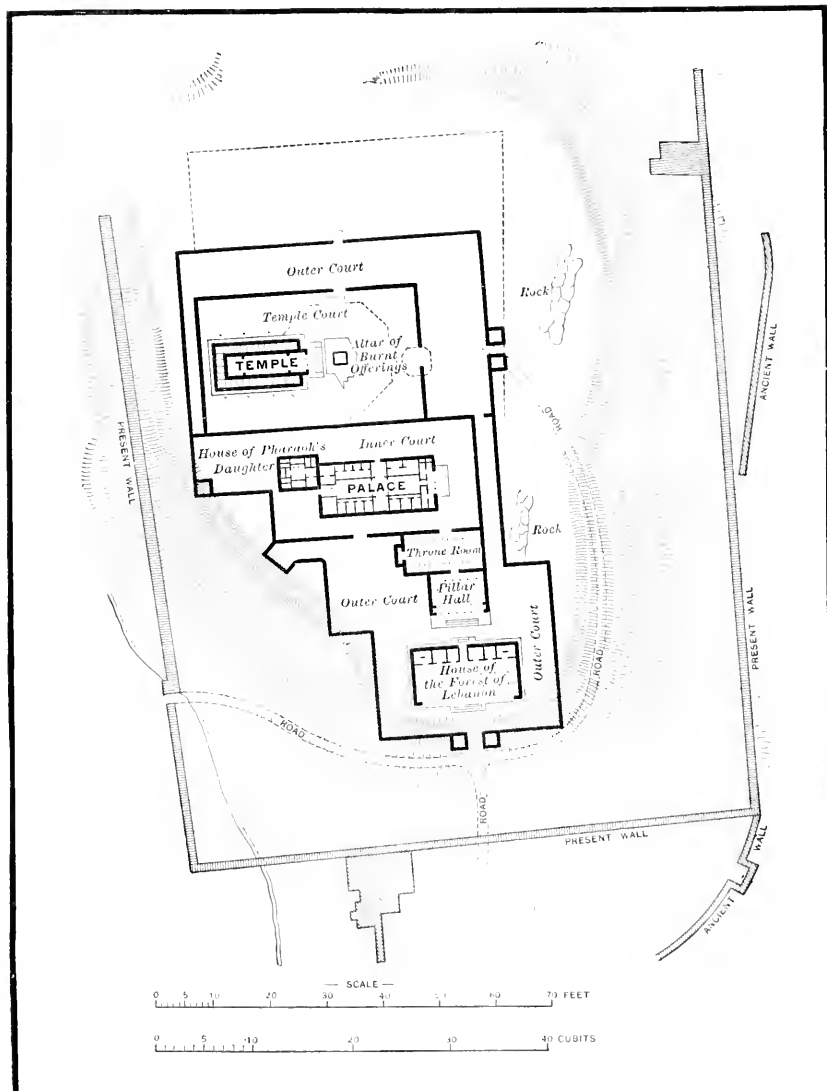 Outer Court
Temple Court
Rock
Altar of
Burnt
Offerings
TEMPLE
ANCIENT WALL
ROAD
PRESENT WALL
House of Pharaoh's
Daughter
Inner Court
PALACE
Rock
Throne Room
Pillar
Hall
Outer Court
Outer Court
PRESENT WALL
House of
the Forest of
Lebanon
ROAD
ROAD
ROAD
PRESENT WALL
ANCIENT WALL
— SCALE —
0 5 10 20 30 40 50 60 70 FEET
0 5 10 20 30 40 CUBITS